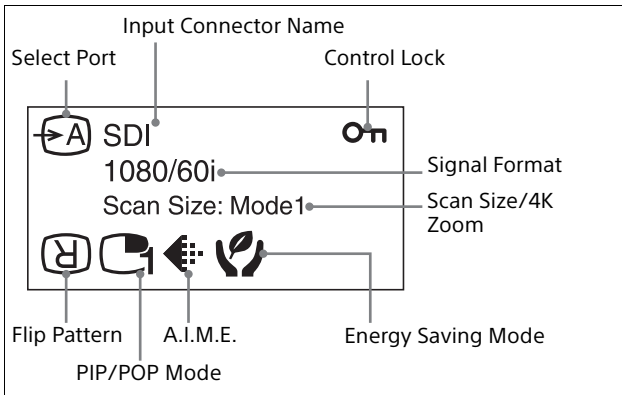 Input Connector Name
Select Port
Control Lock
A SDI
1080/60i
Signal Format
Scan Size: Mode1
Scan Size/4K
Zoom
R
1
Flip Pattern
A.I.M.E.
Energy Saving Mode
PIP/POP Mode